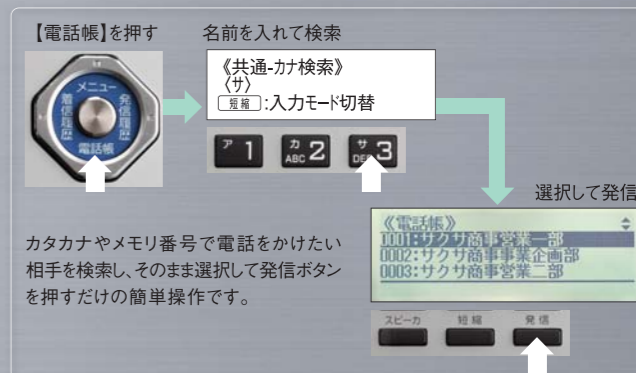 【電話帳】を押す
名前を入れて検索
メニュー
着信履歴
発信履歴
電話帳
《共通-カナ検索》
〈サ〉
短縮:入力モード切替
ア 1
カ ABC 2
サ DEF 3
選択して発信
《電話帳》
0001:サクサ商事営業一部
0002:サクサ商事事業企画部
0003:サクサ商事営業二部
カタカナやメモリ番号で電話をかけたい
相手を検索し、そのまま選択して発信ボタン
を押すだけの簡単操作です。
スピーカ
短縮
発信